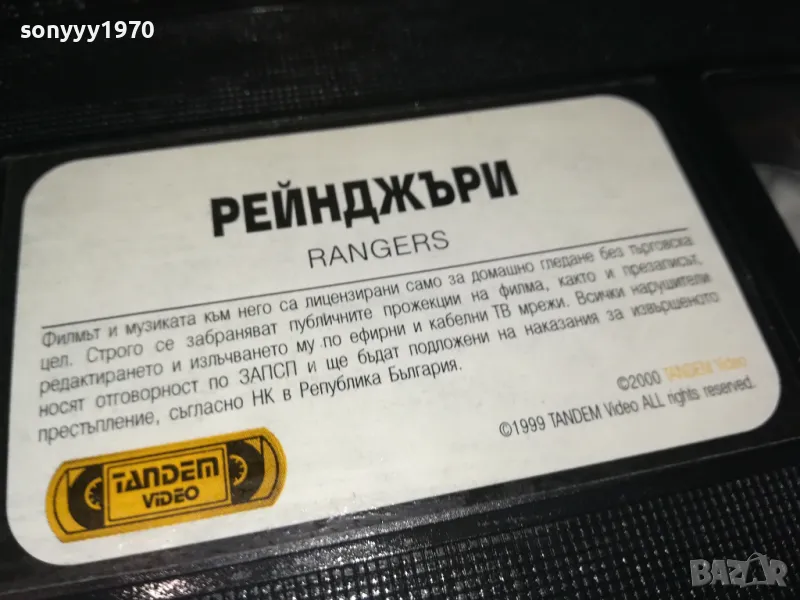 sonyyy1970
РЕЙНДЖЪРИ
RANGERS
Филмът и музиката към него са лицензирани само за домашно гледане без търговска
цел. Строго се забраняват публичните прожекции на филма, както и презаписът,
редактирането и излъчването му по ефирни и кабелни ТВ мрежи. Всички нарушители
носят отговорност по ЗАПСП и ще бъдат подложени на наказания за извършеното
престъпление, съгласно НК в Република България.
©2000 TANDEM Video
©1999 TANDEM Video ALL rights reserved.
TANDEM
VIDEO
BAZAR